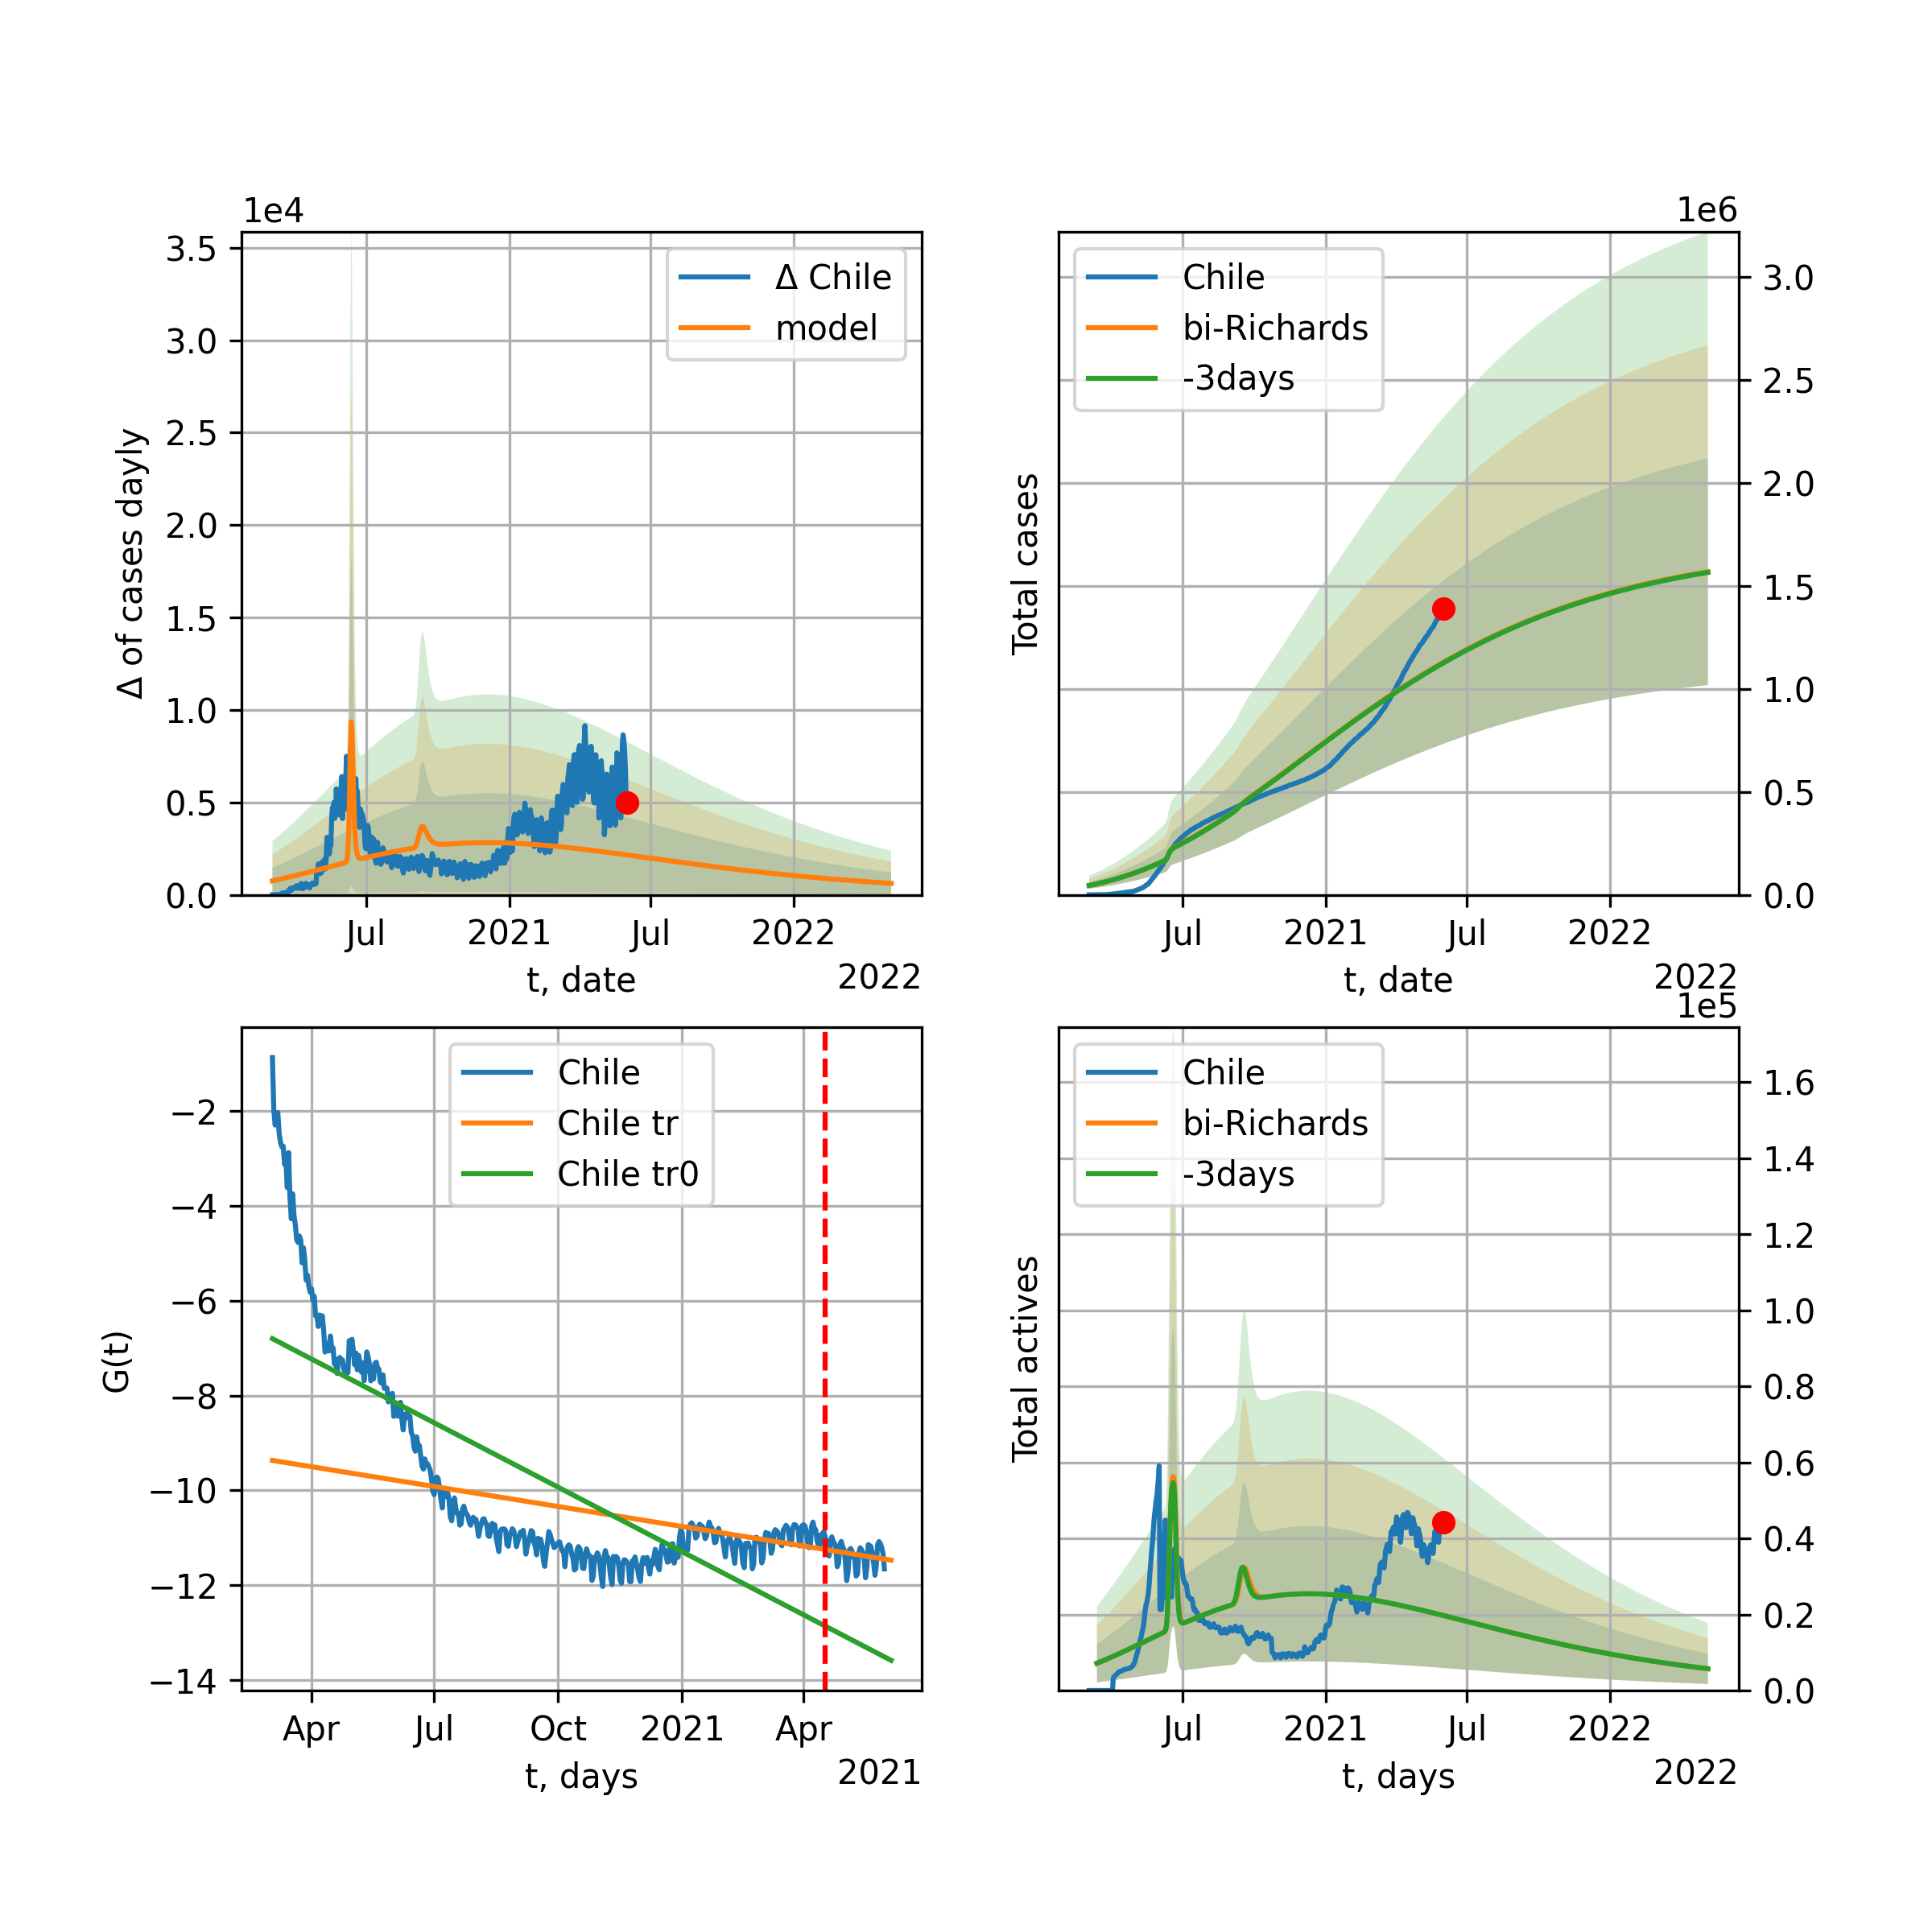 1e4
3.5
3.0
2.5
2.0
1.5
1.0
0.5
0.0
Δ of cases dayly
Δ Chile
model
Jul 2021 Jul 2022
t, date
2022
1e6
Chile
bi-Richards
-3days
Total cases
3.0
2.5
2.0
1.5
1.0
0.5
0.0
Jul 2021 Jul 2022
t, date
2022
Chile
Chile tr
Chile tr0
G(t)
−2
−4
−6
−8
−10
−12
−14
Apr Jul Oct 2021 Apr
t, days
2021
1e5
Chile
bi-Richards
-3days
Total actives
1.6
1.4
1.2
1.0
0.8
0.6
0.4
0.2
0.0
Jul 2021 Jul 2022
t, days
2022